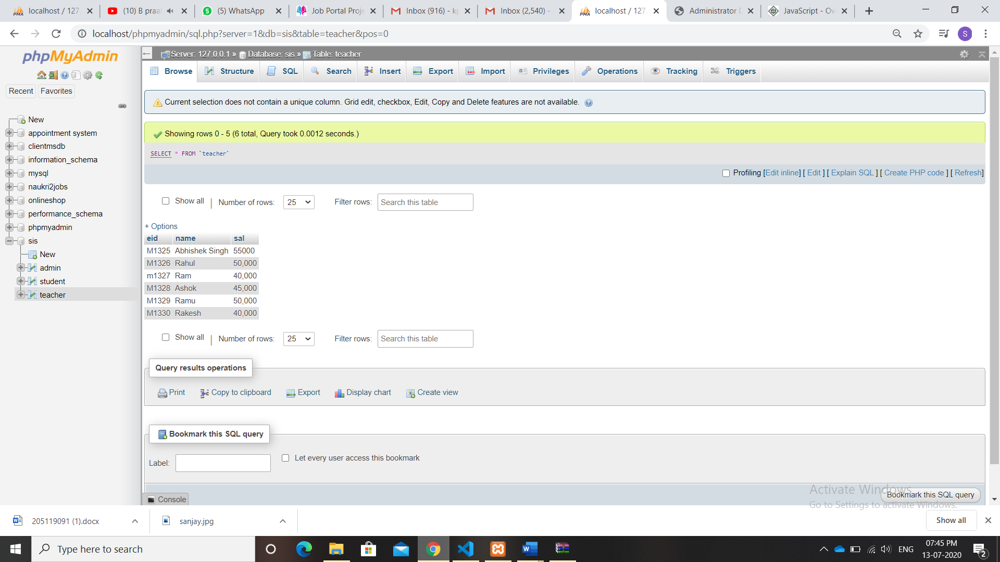 localhost / 127.
(10) B praa
(5) WhatsApp
Job Portal Proje
Inbox (916) - kp
Inbox (2,540) -
localhost / 127.
Administrator D
JavaScript - Ov
localhost/phpmyadmin/sql.php?server=1&db=sis&table=teacher&pos=0
S
phpMyAdmin
Recent
Favorites
New
appointment system
clientmsdb
information_schema
mysql
naukri2jobs
onlineshop
performance_schema
phpmyadmin
sis
New
admin
student
teacher
Server: 127.0.0.1 » Database: sis » Table: teacher
Browse Structure SQL Search Insert Export Import Privileges Operations Tracking Triggers
Current selection does not contain a unique column. Grid edit, checkbox, Edit, Copy and Delete features are not available.
Showing rows 0 - 5 (6 total, Query took 0.0012 seconds.)
SELECT * FROM `teacher`
Profiling [Edit inline] [ Edit ] [ Explain SQL ] [ Create PHP code ] [ Refresh]
Show all | Number of rows: 25 Filter rows: Search this table
+ Options
eid name sal
M1325 Abhishek Singh 55000
M1326 Rahul 50,000
m1327 Ram 40,000
M1328 Ashok 45,000
M1329 Ramu 50,000
M1330 Rakesh 40,000
Show all | Number of rows: 25 Filter rows: Search this table
Query results operations
Print Copy to clipboard Export Display chart Create view
Bookmark this SQL query
Label: Let every user access this bookmark
Console
Activate Windows
Bookmark this SQL query
Go to Settings to activate Windows.
205119091 (1).docx
sanjay.jpg
Show all
Type here to search
ENG
07:45 PM
13-07-2020
2